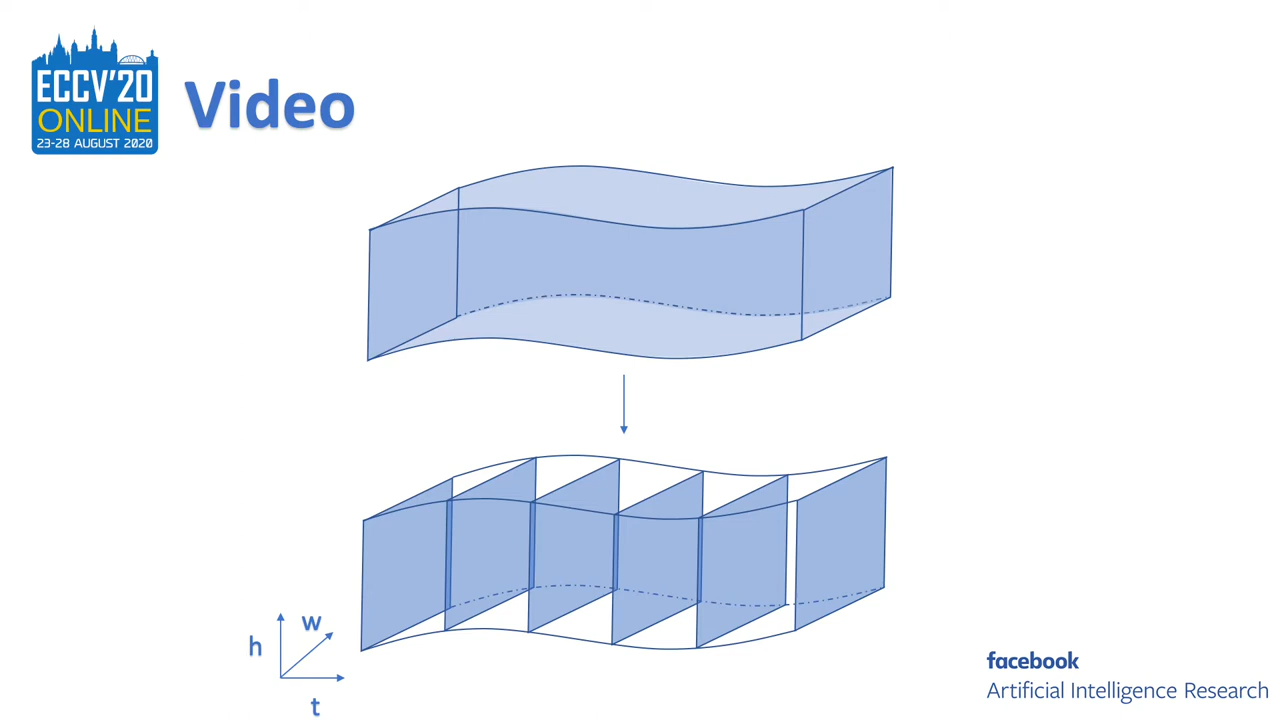 ECCV'20
ONLINE
23-28 AUGUST 2020
Video
h
w
t
facebook
Artificial Intelligence Research